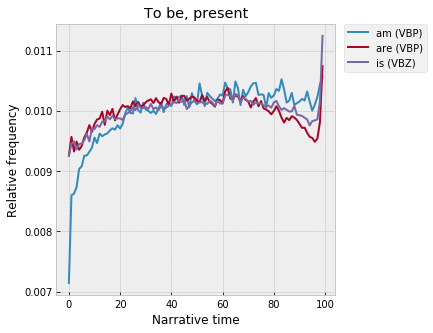 To be, present
am (VBP)
are (VBP)
is (VBZ)
Relative frequency
0.011
0.010
0.009
0.008
0.007
0
20
40
60
80
100
Narrative time